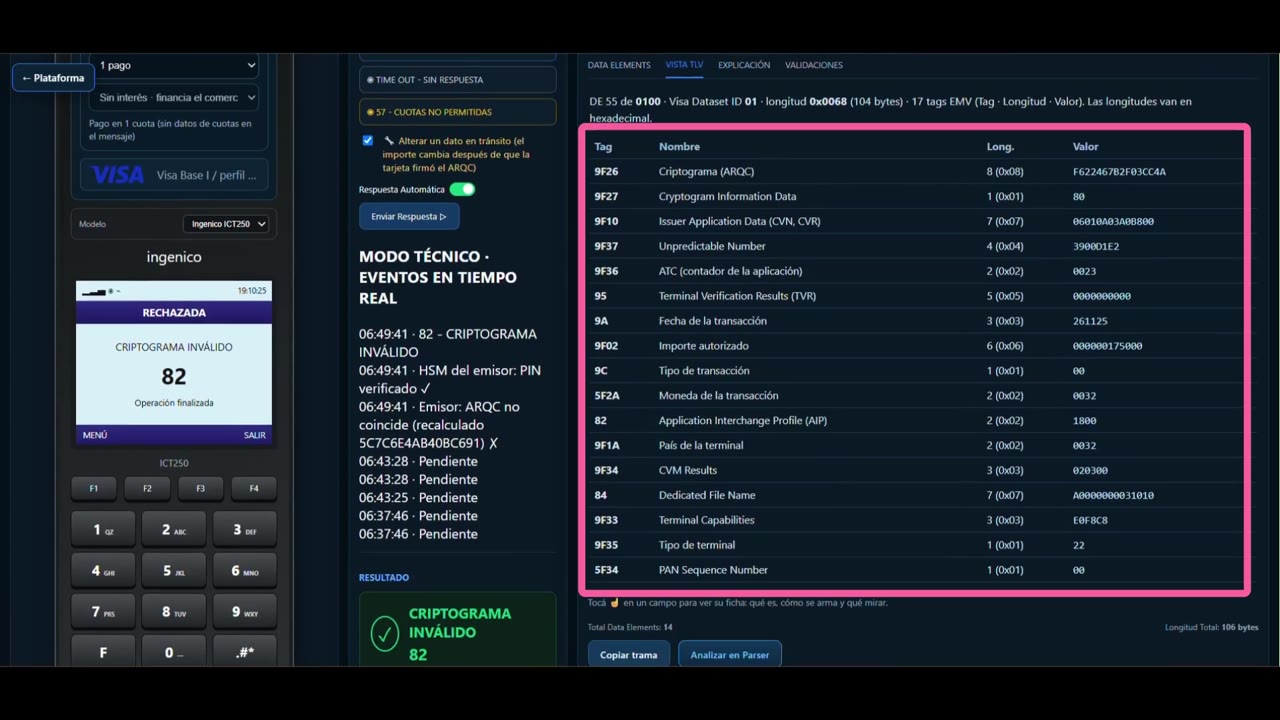 ← Plataforma
1 pago
Sin interés · financia el comerc
Pago en 1 cuota (sin datos de cuotas en
el mensaje)
VISA Visa Base I / perfil ...
Modelo Ingenico ICT250
ingenico
19:10:25
RECHAZADA
CRIPTOGRAMA INVÁLIDO
82
Operación finalizada
MENÚ SALIR
ICT250
F1 F2 F3 F4
1 QZ 2 ABC 3 DEF
4 GHI 5 JKL 6 MNO
7 PRS 8 TUV 9 WXY
F 0 .#*
TIME OUT - SIN RESPUESTA
57 - CUOTAS NO PERMITIDAS
Alterar un dato en tránsito (el
importe cambia después de que la
tarjeta firmó el ARQC)
Respuesta Automática
Enviar Respuesta ▷
MODO TÉCNICO ·
EVENTOS EN TIEMPO
REAL
06:49:41 · 82 - CRIPTOGRAMA
INVÁLIDO
06:49:41 · HSM del emisor: PIN
verificado ✓
06:49:41 · Emisor: ARQC no
coincide (recalculado
5C7C6E4AB40BC691) ✗
06:43:28 · Pendiente
06:43:28 · Pendiente
06:43:25 · Pendiente
06:37:46 · Pendiente
06:37:46 · Pendiente
RESULTADO
CRIPTOGRAMA
INVÁLIDO
82
DATA ELEMENTS VISTA TLV EXPLICACIÓN VALIDACIONES
DE 55 de 0100 · Visa Dataset ID 01 · longitud 0x0068 (104 bytes) · 17 tags EMV (Tag · Longitud · Valor). Las longitudes van en
hexadecimal.
Tag Nombre Long. Valor
9F26 Criptograma (ARQC) 8 (0x08) F622467B2F03CC4A
9F27 Cryptogram Information Data 1 (0x01) 80
9F10 Issuer Application Data (CVN, CVR) 7 (0x07) 06010A03A0B800
9F37 Unpredictable Number 4 (0x04) 3900D1E2
9F36 ATC (contador de la aplicación) 2 (0x02) 0023
95 Terminal Verification Results (TVR) 5 (0x05) 0000000000
9A Fecha de la transacción 3 (0x03) 261125
9F02 Importe autorizado 6 (0x06) 000000175000
9C Tipo de transacción 1 (0x01) 00
5F2A Moneda de la transacción 2 (0x02) 0032
82 Application Interchange Profile (AIP) 2 (0x02) 1800
9F1A País de la terminal 2 (0x02) 0032
9F34 CVM Results 3 (0x03) 020300
84 Dedicated File Name 7 (0x07) A0000000031010
9F33 Terminal Capabilities 3 (0x03) E0F8C8
9F35 Tipo de terminal 1 (0x01) 22
5F34 PAN Sequence Number 1 (0x01) 00
Tocá ☝ en un campo para ver su ficha: qué es, cómo se arma y qué mirar.
Total Data Elements: 14 Longitud Total: 106 bytes
Copiar trama Analizar en Parser